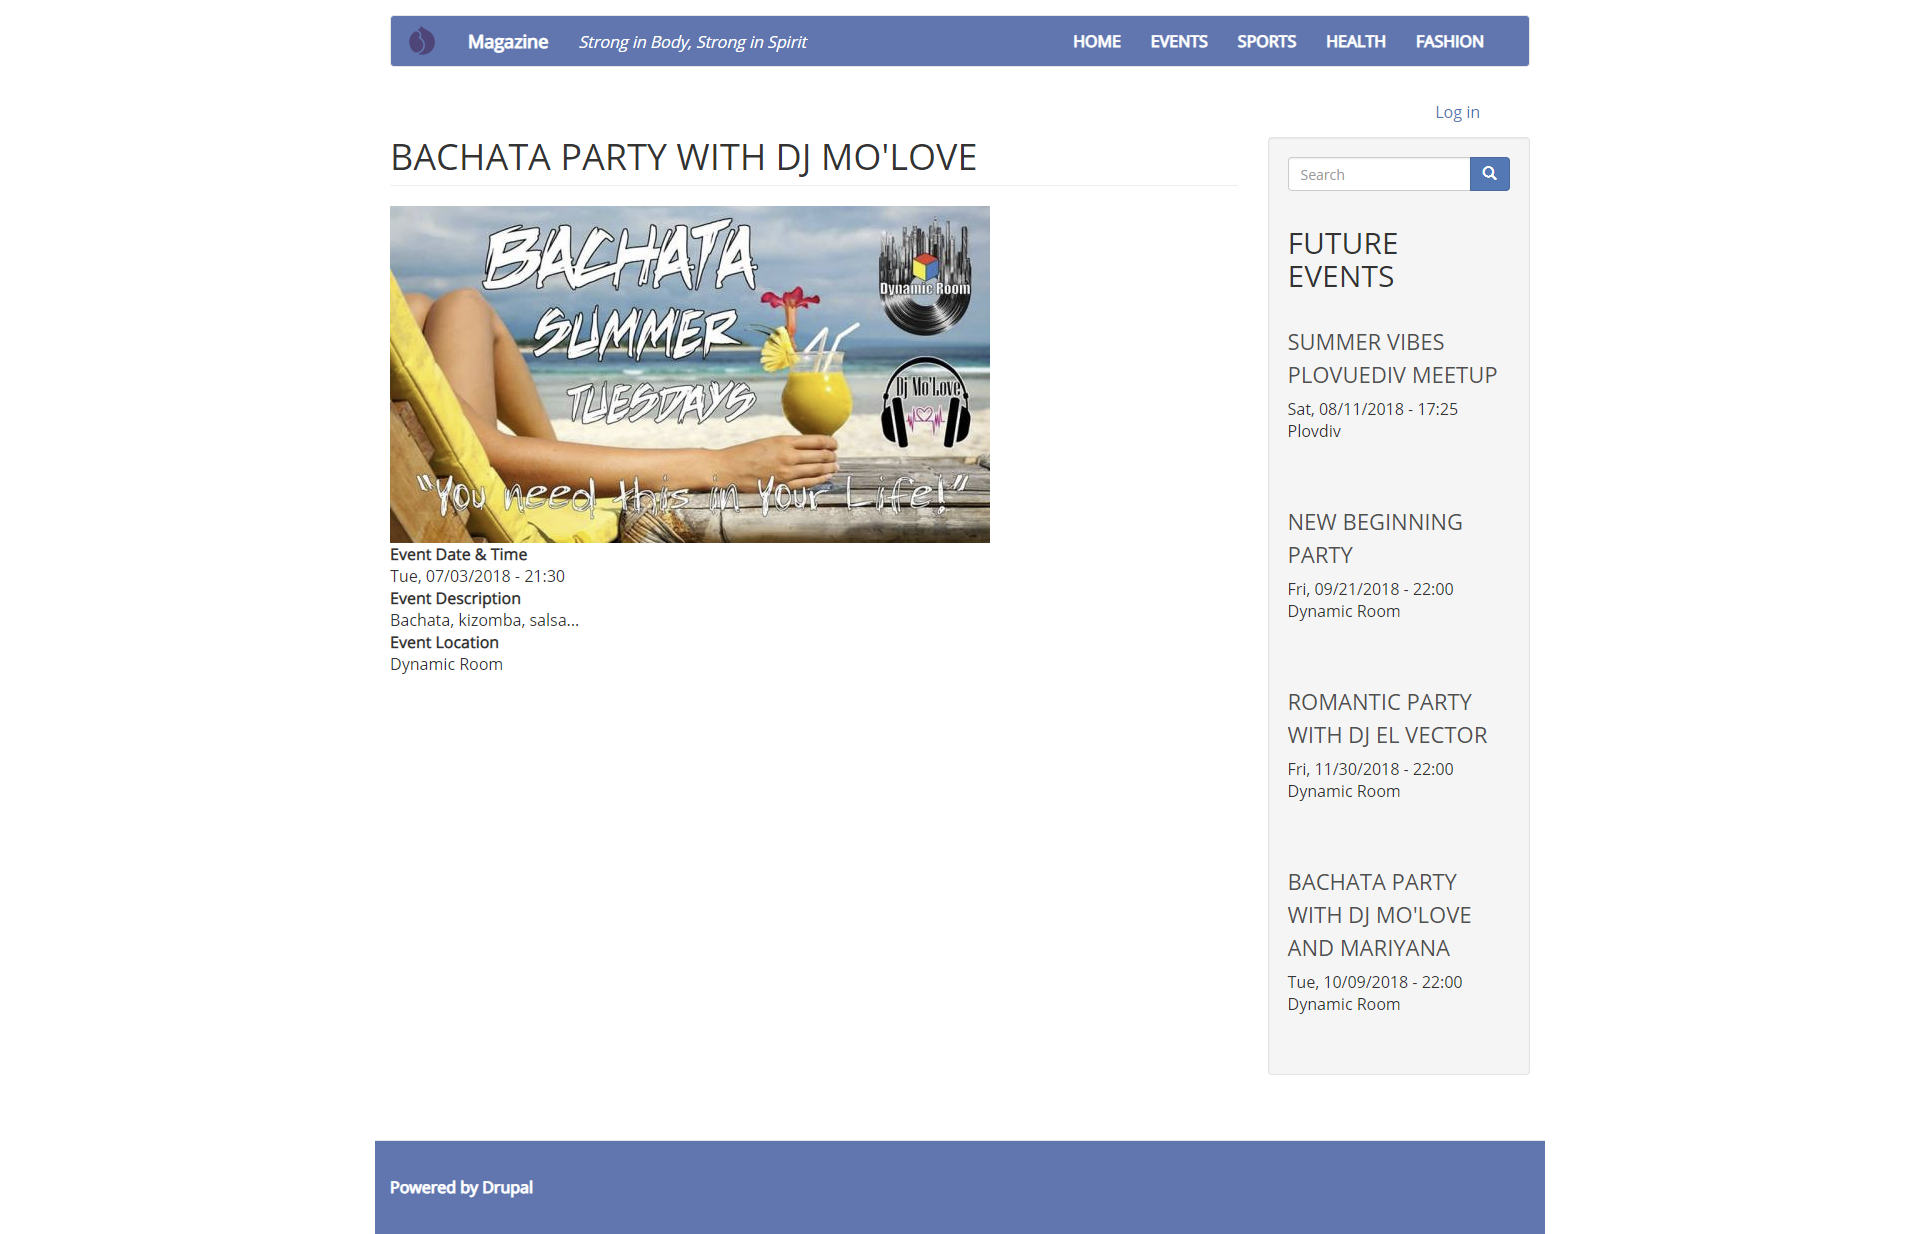 Magazine
Strong in Body, Strong in Spirit
HOME EVENTS SPORTS HEALTH FASHION
Log in
BACHATA PARTY WITH DJ MO'LOVE
BACHATA
SUMMER
TUESDAYS
Dynamic Room
Dj Mo'Love
"You need this in Your Life!"
Event Date & Time
Tue, 07/03/2018 - 21:30
Event Description
Bachata, kizomba, salsa...
Event Location
Dynamic Room
Search
FUTURE
EVENTS
SUMMER VIBES
PLOVUEDIV MEETUP
Sat, 08/11/2018 - 17:25
Plovdiv
NEW BEGINNING
PARTY
Fri, 09/21/2018 - 22:00
Dynamic Room
ROMANTIC PARTY
WITH DJ EL VECTOR
Fri, 11/30/2018 - 22:00
Dynamic Room
BACHATA PARTY
WITH DJ MO'LOVE
AND MARIYANA
Tue, 10/09/2018 - 22:00
Dynamic Room
Powered by Drupal